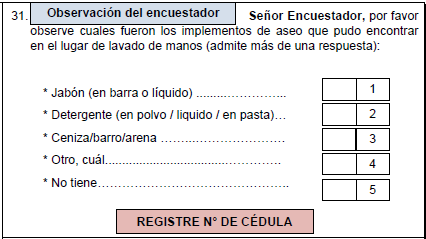 31. Observación del encuestador Señor Encuestador, por favor
observe cuales fueron los implementos de aseo que pudo encontrar
en el lugar de lavado de manos (admite más de una respuesta):
* Jabón (en barra o líquido) ........…………... 1
* Detergente (en polvo / liquido / en pasta)… 2
* Ceniza/barro/arena ……...………………… 3
* Otro, cuál.....................................………. 4
* No tiene…………………………………….. 5
REGISTRE N° DE CÉDULA